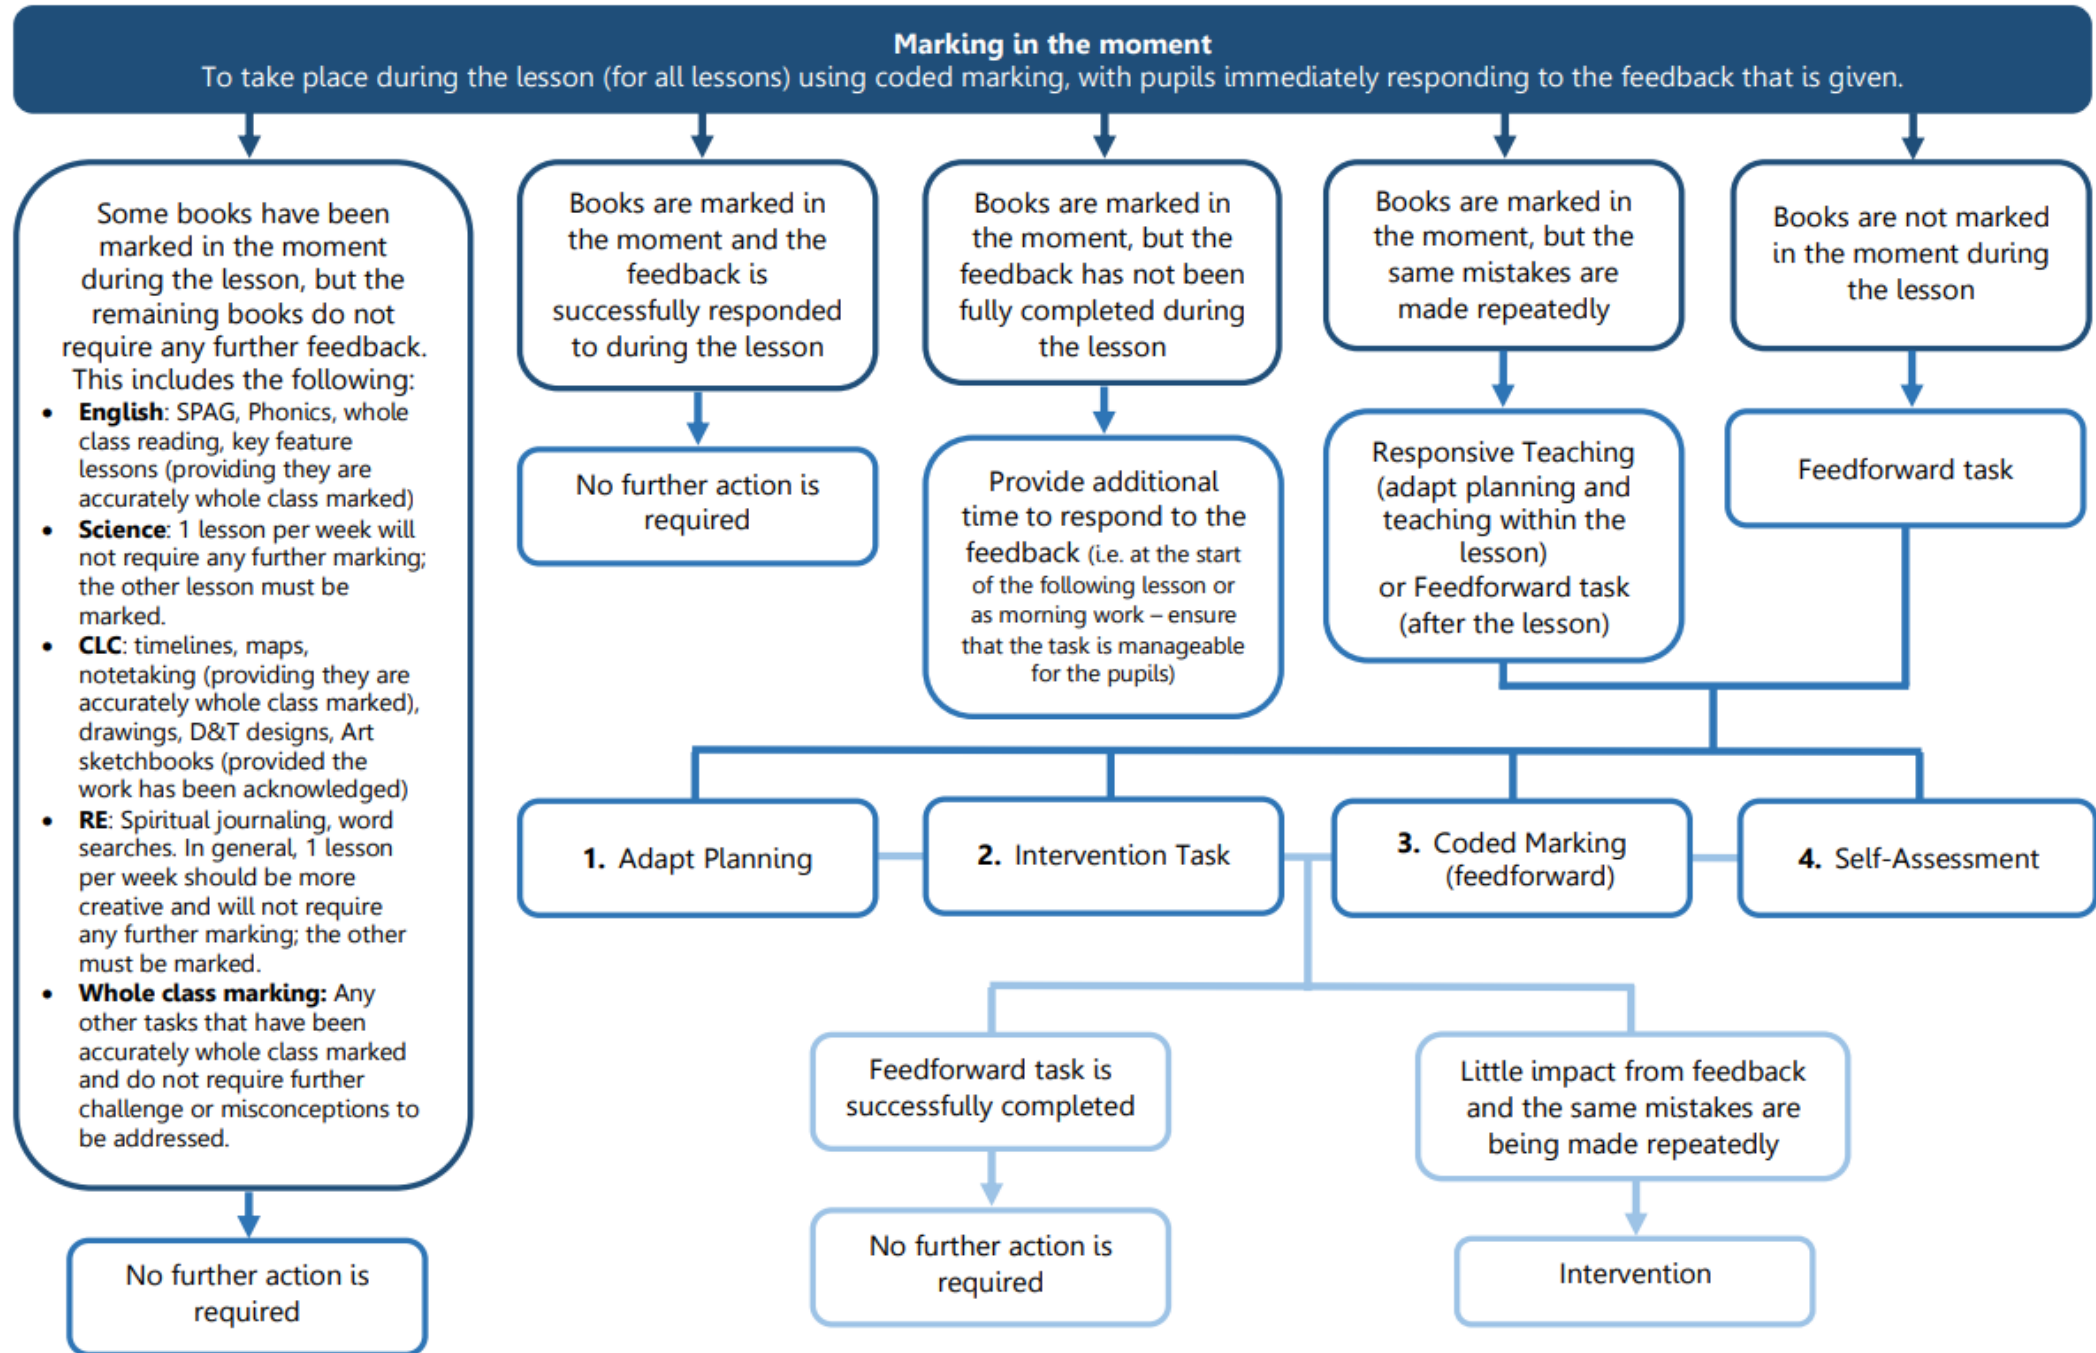 Marking in the moment
To take place during the lesson (for all lessons) using coded marking, with pupils immediately responding to the feedback that is given.
Some books have been
marked in the moment
during the lesson, but the
remaining books do not
require any further feedback.
This includes the following:
• English: SPAG, Phonics, whole
class reading, key feature
lessons (providing they are
accurately whole class marked)
• Science: 1 lesson per week will
not require any further marking;
the other lesson must be
marked.
• CLC: timelines, maps,
notetaking (providing they are
accurately whole class marked),
drawings, D&T designs, Art
sketchbooks (provided the
work has been acknowledged)
• RE: Spiritual journaling, word
searches. In general, 1 lesson
per week should be more
creative and will not require
any further marking; the other
must be marked.
• Whole class marking: Any
other tasks that have been
accurately whole class marked
and do not require further
challenge or misconceptions to
be addressed.
No further action is
required
Books are marked in
the moment and the
feedback is
successfully responded
to during the lesson
No further action is
required
Books are marked in
the moment, but the
feedback has not been
fully completed during
the lesson
Provide additional
time to respond to the
feedback (i.e. at the start
of the following lesson or
as morning work – ensure
that the task is manageable
for the pupils)
Books are marked in
the moment, but the
same mistakes are
made repeatedly
Responsive Teaching
(adapt planning and
teaching within the
lesson)
or Feedforward task
(after the lesson)
Books are not marked
in the moment during
the lesson
Feedforward task
1. Adapt Planning
2. Intervention Task
3. Coded Marking
(feedforward)
4. Self-Assessment
Feedforward task is
successfully completed
No further action is
required
Little impact from feedback
and the same mistakes are
being made repeatedly
Intervention